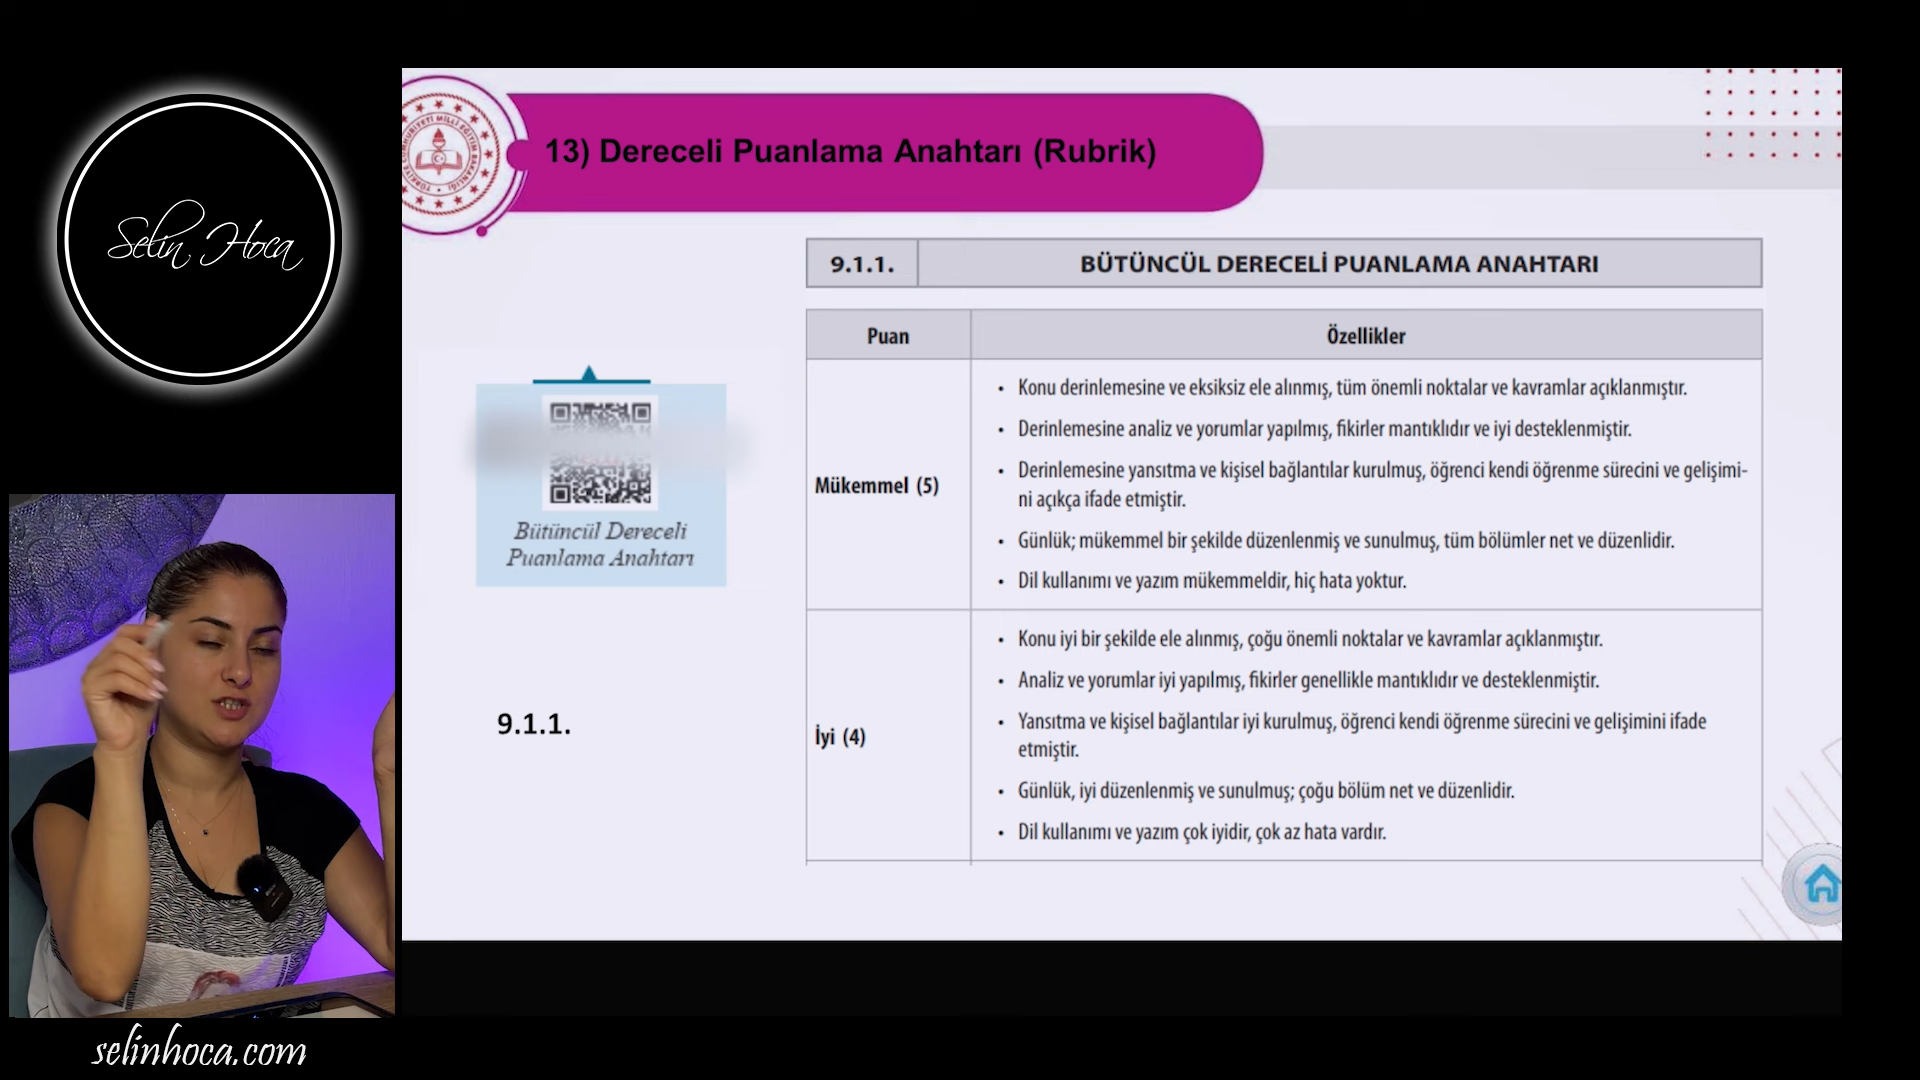 Selin Hoca
13) Dereceli Puanlama Anahtarı (Rubrik)
9.1.1. BÜTÜNCÜL DERECELİ PUANLAMA ANAHTARI
Puan Özellikler
Mükemmel (5)
• Konu derinlemesine ve eksiksiz ele alınmış, tüm önemli noktalar ve kavramlar açıklanmıştır.
• Derinlemesine analiz ve yorumlar yapılmış, fikirler mantıklıdır ve iyi desteklenmiştir.
• Derinlemesine yansıtma ve kişisel bağlantılar kurulmuş, öğrenci kendi öğrenme sürecini ve gelişimi-
ni açıkça ifade etmiştir.
• Günlük; mükemmel bir şekilde düzenlenmiş ve sunulmuş, tüm bölümler net ve düzenlidir.
• Dil kullanımı ve yazım mükemmeldir, hiç hata yoktur.
İyi (4)
• Konu iyi bir şekilde ele alınmış, çoğu önemli noktalar ve kavramlar açıklanmıştır.
• Analiz ve yorumlar iyi yapılmış, fikirler genellikle mantıklıdır ve desteklenmiştir.
• Yansıtma ve kişisel bağlantılar iyi kurulmuş, öğrenci kendi öğrenme sürecini ve gelişimini ifade
etmiştir.
• Günlük, iyi düzenlenmiş ve sunulmuş; çoğu bölüm net ve düzenlidir.
• Dil kullanımı ve yazım çok iyidir, çok az hata vardır.
Bütüncül Dereceli
Puanlama Anahtarı
9.1.1.
selinhoca.com